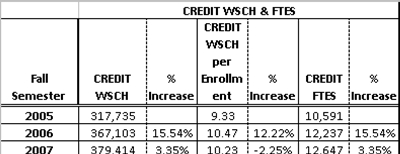 CREDIT WSCH & FTES
Fall Semester CREDIT WSCH % Increase CREDIT WSCH per Enrollm ent % Increase CREDIT FTES % Increase
2005 317,735 9.33 10,591
2006 367,103 15.54% 10.47 12.22% 12,237 15.54%
2007 379,414 3.35% 10.23 -2.25% 12,647 3.35%